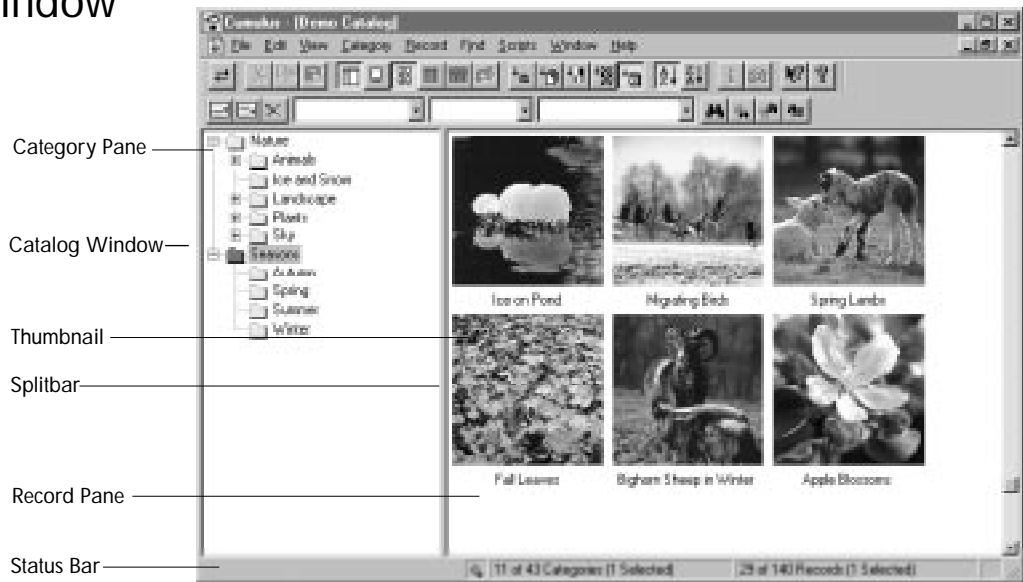 indow
Cumulus - [Demo Catalog]
File Edit View Category Record Find Scripts Window Help
Category Pane
Nature
Animals
Ice and Snow
Landscape
Plants
Sky
Catalog Window
Seasons
Autumn
Spring
Summer
Winter
Ice on Pond
Migrating Birds
Spring Lambs
Thumbnail
Splitbar
Fall Leaves
Bighorn Sheep in Winter
Apple Blossoms
Record Pane
Status Bar
11 of 43 Categories (1 Selected)
29 of 140 Records (1 Selected)